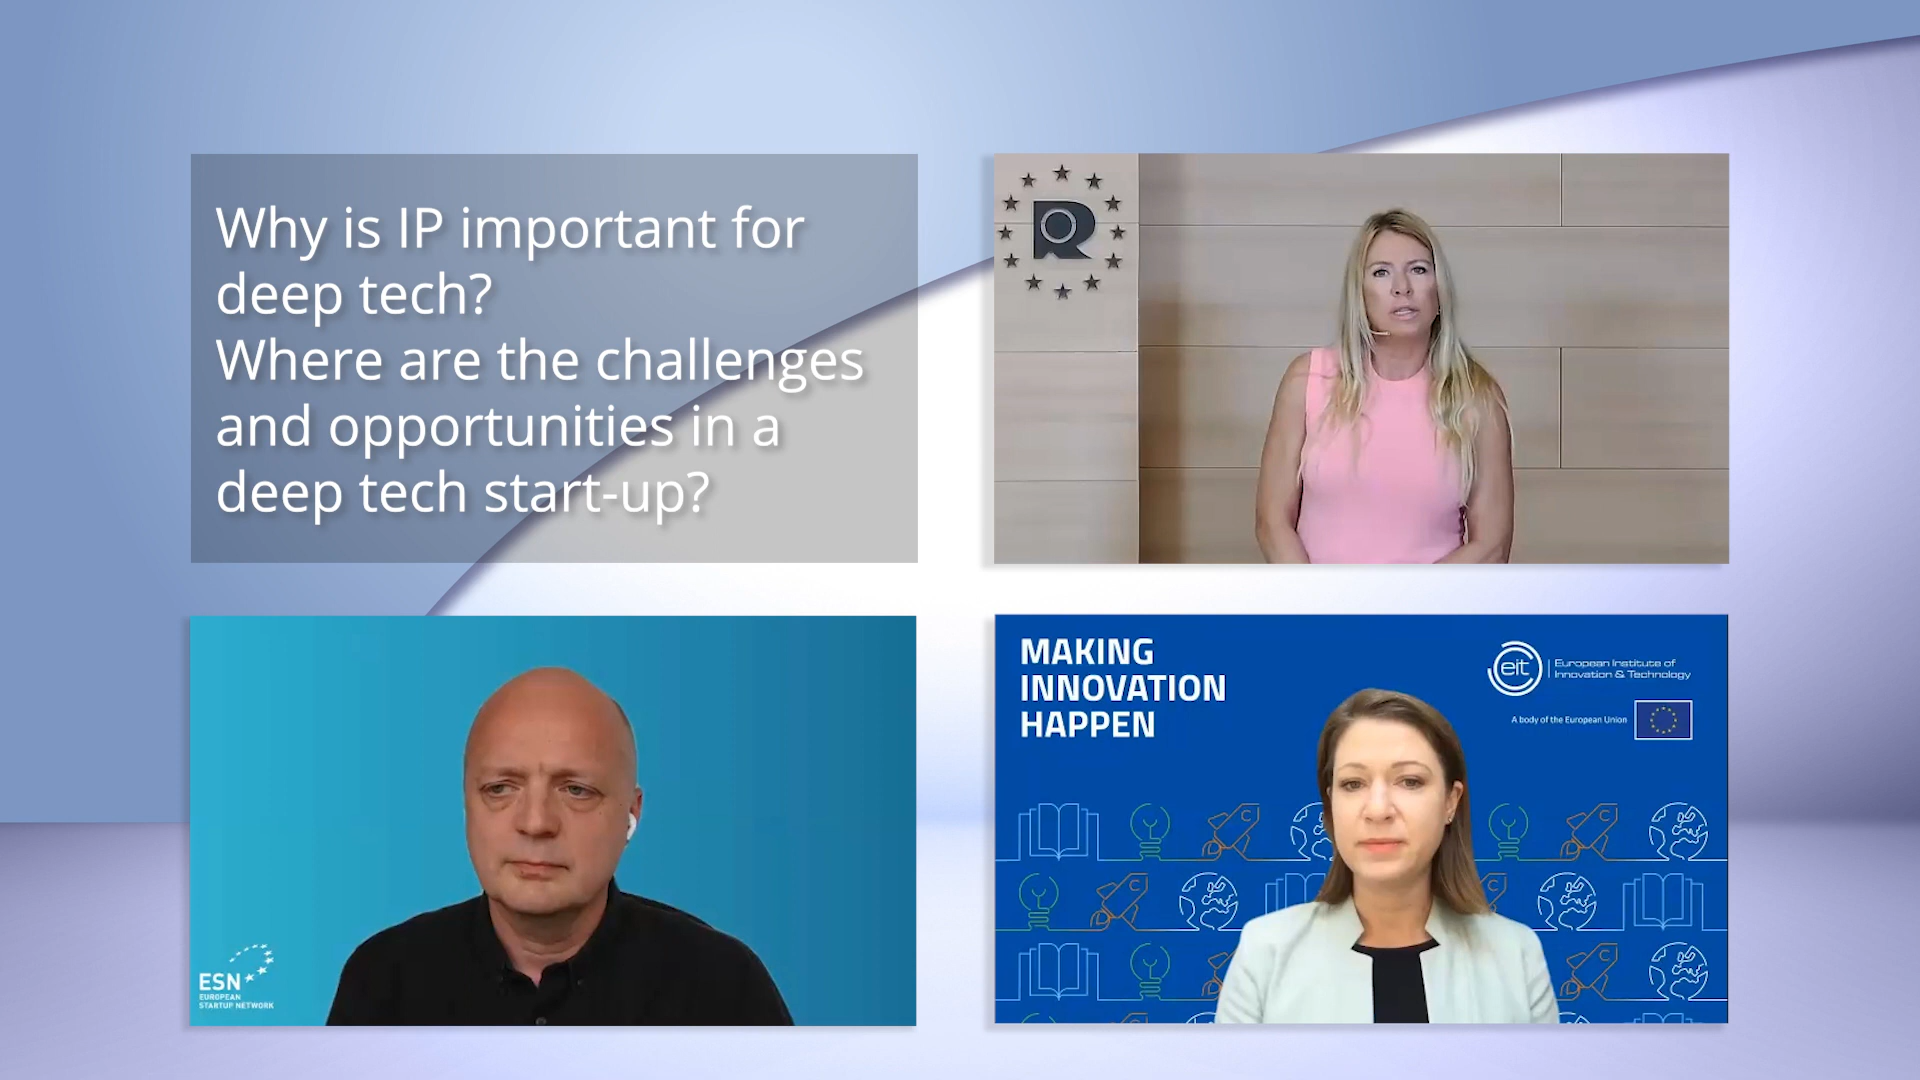 Why is IP important for
deep tech?
Where are the challenges
and opportunities in a
deep tech start-up?
R
ESN
EUROPEAN
STARTUP NETWORK
MAKING
INNOVATION
HAPPEN
eit
European Institute of
Innovation & Technology
A body of the European Union